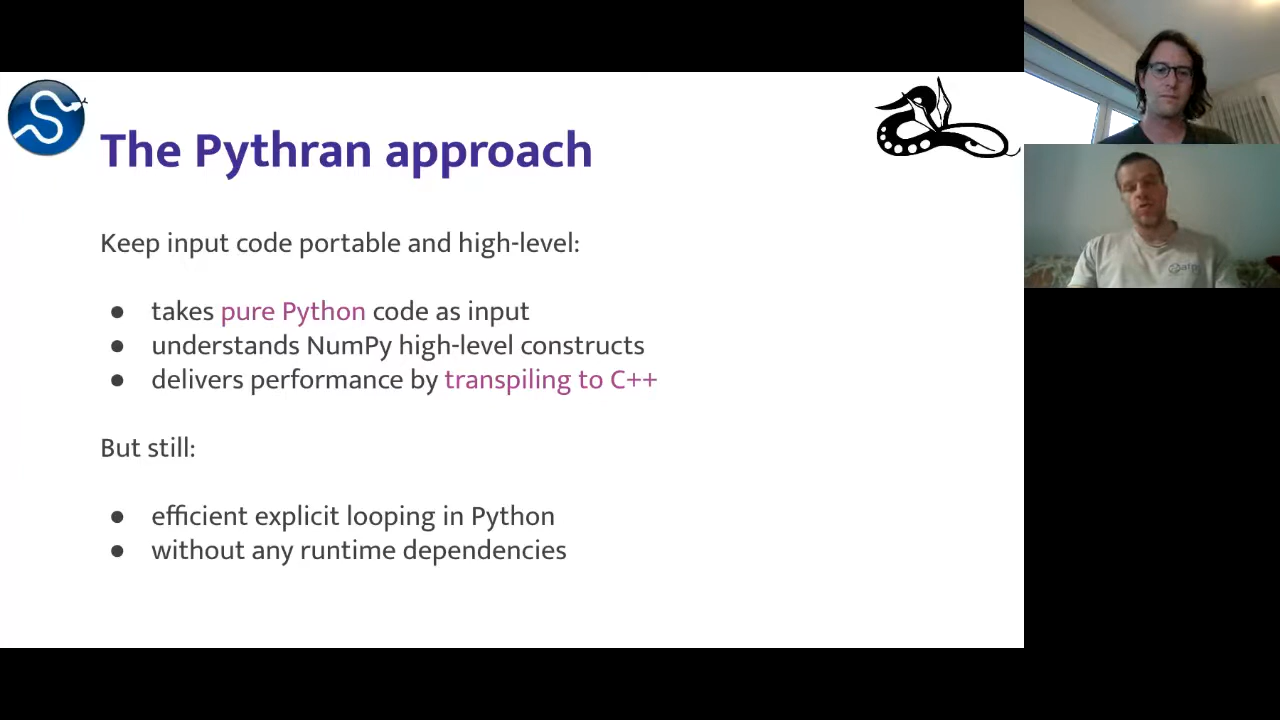 The Pythran approach
Keep input code portable and high-level:
● takes pure Python code as input
● understands NumPy high-level constructs
● delivers performance by transpiling to C++
But still:
● efficient explicit looping in Python
● without any runtime dependencies